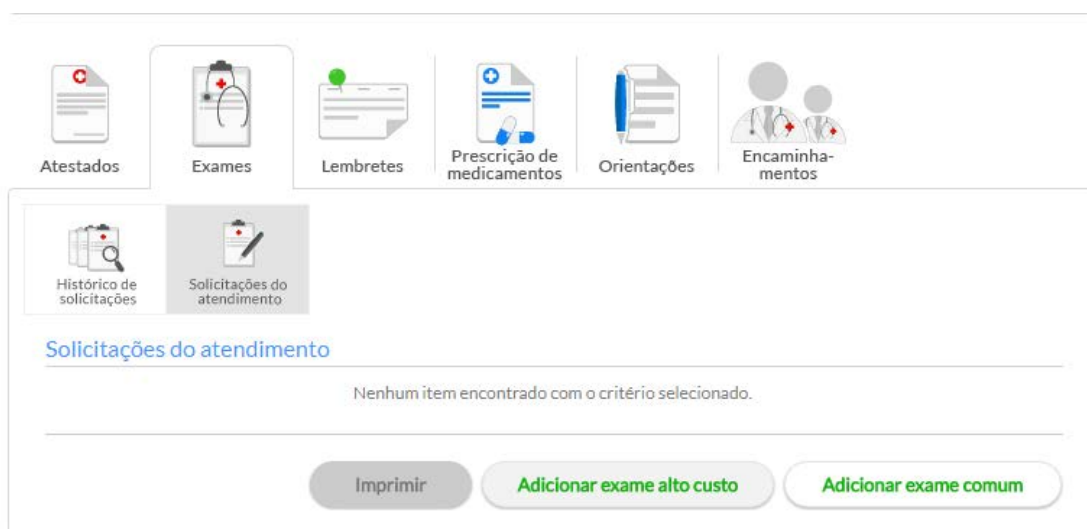 Atestados
Exames
Lembretes
Prescrição de
medicamentos
Orientações
Encaminha-
mentos
Histórico de
solicitações
Solicitações do
atendimento
Solicitações do atendimento
Nenhum item encontrado com o critério selecionado.
Imprimir
Adicionar exame alto custo
Adicionar exame comum